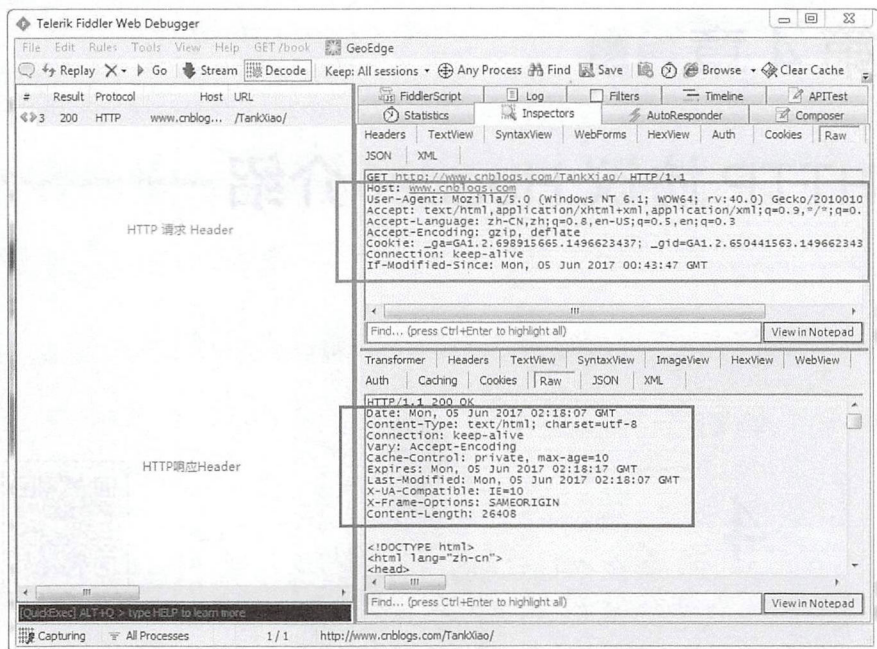 Telerik Fiddler Web Debugger
File Edit Rules Tools View Help GET /book GeoEdge
Replay X Go Stream Decode Keep: All sessions Any Process Find Save Browse Clear Cache
# Result Protocol Host URL
3 200 HTTP www.cnblog... /TankXiao/
HTTP 请求 Header
HTTP响应Header
FiddlerScript Log Filters Timeline APITest
Statistics Inspectors AutoResponder Composer
Headers TextView SyntaxView WebForms HexView Auth Cookies Raw
JSON XML
GET http://www.cnblogs.com/TankXiao/ HTTP/1.1
Host: www.cnblogs.com
User-Agent: Mozilla/5.0 (Windows NT 6.1; WOW64; rv:40.0) Gecko/2010010
Accept: text/html,application/xhtml+xml,application/xml;q=0.9,*/*;q=0.
Accept-Language: zh-CN,zh;q=0.8,en-US;q=0.5,en;q=0.3
Accept-Encoding: gzip, deflate
Cookie: _ga=GA1.2.698915665.1496623437; _gid=GA1.2.650441563.149662343
Connection: keep-alive
If-Modified-Since: Mon, 05 Jun 2017 00:43:47 GMT
Find... (press Ctrl+Enter to highlight all) View in Notepad
Transformer Headers TextView SyntaxView ImageView HexView WebView
Auth Caching Cookies Raw JSON XML
HTTP/1.1 200 OK
Date: Mon, 05 Jun 2017 02:18:07 GMT
Content-Type: text/html; charset=utf-8
Connection: keep-alive
Vary: Accept-Encoding
Cache-Control: private, max-age=10
Expires: Mon, 05 Jun 2017 02:18:17 GMT
Last-Modified: Mon, 05 Jun 2017 02:18:07 GMT
X-UA-Compatible: IE=10
X-Frame-Options: SAMEORIGIN
Content-Length: 26408
<!DOCTYPE html>
<html lang="zh-cn">
<head>
Find... (press Ctrl+Enter to highlight all) View in Notepad
[QuickExec] ALT+Q > type HELP to learn more
Capturing All Processes 1 / 1 http://www.cnblogs.com/TankXiao/